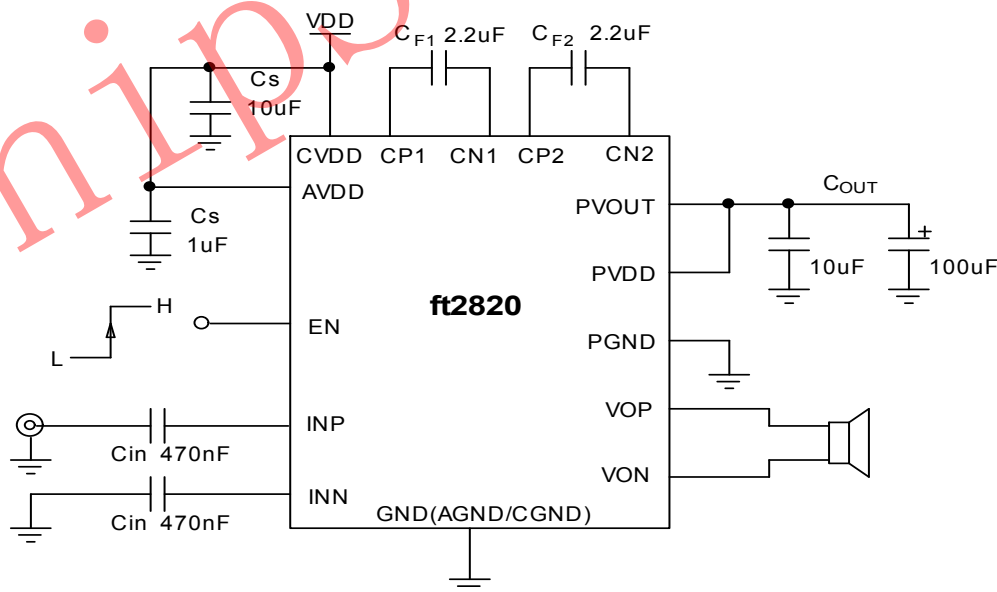 VDD
CF1 2.2uF
CF2 2.2uF
Cs
10uF
CVDD CP1 CN1 CP2 CN2
AVDD
Cs
1uF
PVOUT
COUT
10uF
100uF
+
PVDD
ft2820
H
L
EN
PGND
INP
Cin 470nF
VOP
INN
Cin 470nF
VON
GND(AGND/CGND)